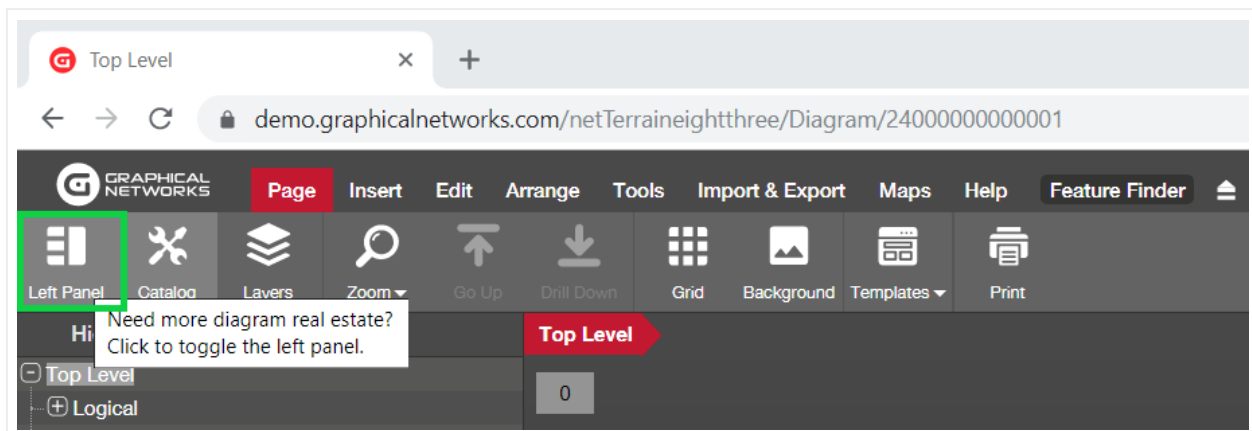 Top Level
demo.graphicalnetworks.com/netTerraineightthree/Diagram/24000000000001
GRAPHICAL
NETWORKS
Page Insert Edit Arrange Tools Import & Export Maps Help Feature Finder
Left Panel Catalog Layers Zoom Go Up Drill Down Grid Background Templates Print
Need more diagram real estate?
Click to toggle the left panel.
Hi
Top Level
Top Level
0
Logical